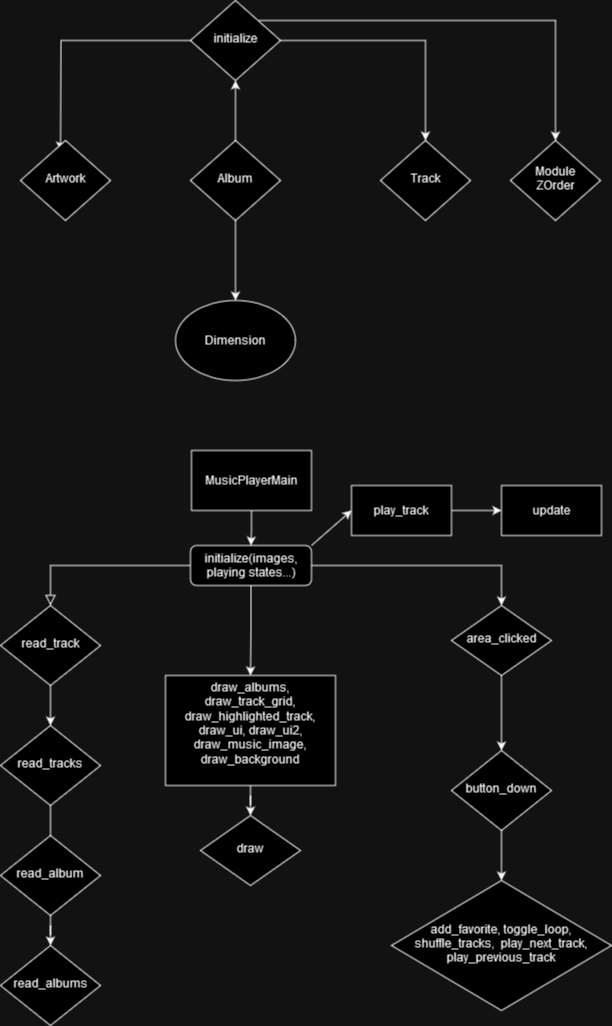 initialize
Artwork
Album
Track
Module
ZOrder
Dimension
MusicPlayerMain
play_track
update
initialize(images,
playing states...)
read_track
area_clicked
draw_albums,
draw_track_grid,
draw_highlighted_track,
draw_ui, draw_ui2,
draw_music_image,
draw_background
read_tracks
button_down
draw
read_album
add_favorite, toggle_loop,
shuffle_tracks, play_next_track,
play_previous_track
read_albums